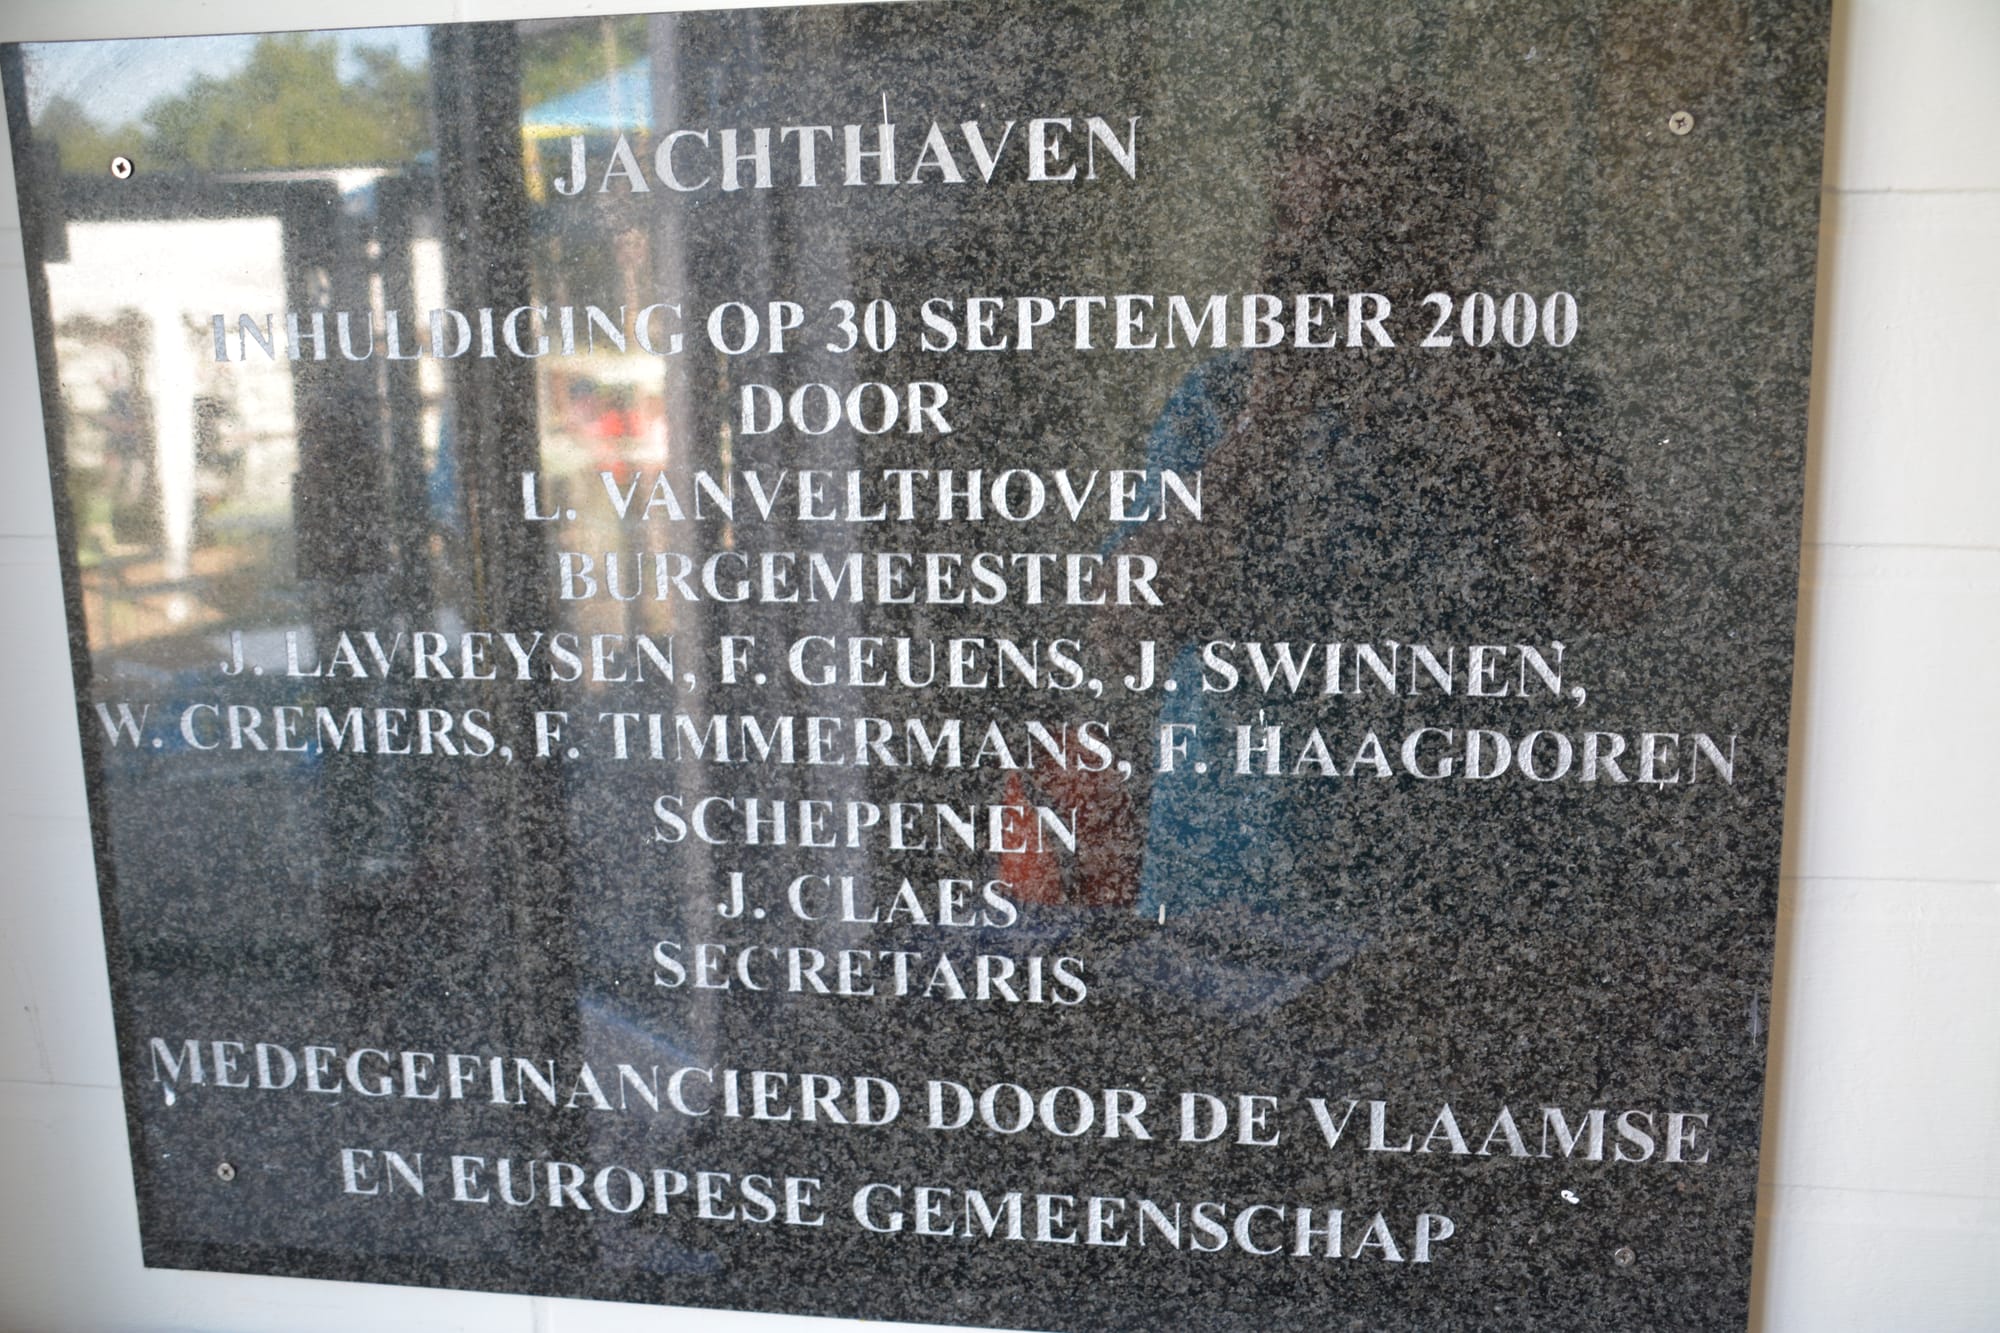 JACHTHAVEN
INHULDIGING OP 30 SEPTEMBER 2000
DOOR
L. VANVELTHOVEN
BURGEMEESTER
J. LAVREYSEN, F. GEUENS, J. SWINNEN,
W. CREMERS, F. TIMMERMANS, F. HAAGDOREN
SCHEPENEN
J. CLAES
SECRETARIS
MEDEGEFINANCIERD DOOR DE VLAAMSE
EN EUROPESE GEMEENSCHAP